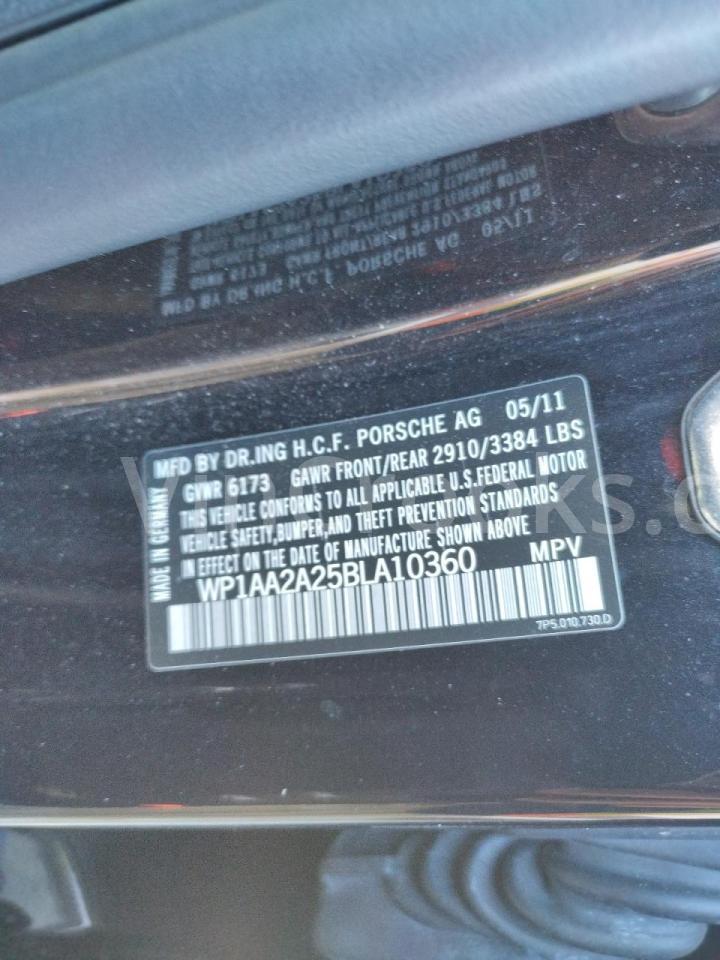 MFD BY DR.ING H.C.F. PORSCHE AG 05/11
GVWR 6173 GAWR FRONT/REAR 2910/3384 LBS
THIS VEHICLE CONFORMS TO ALL APPLICABLE U.S.FEDERAL MOTOR
VEHICLE SAFETY,BUMPER,AND THEFT PREVENTION STANDARDS
IN EFFECT ON THE DATE OF MANUFACTURE SHOWN ABOVE
WP1AA2A25BLA10360 MPV
7P5.010.730.D
MADE IN GERMANY